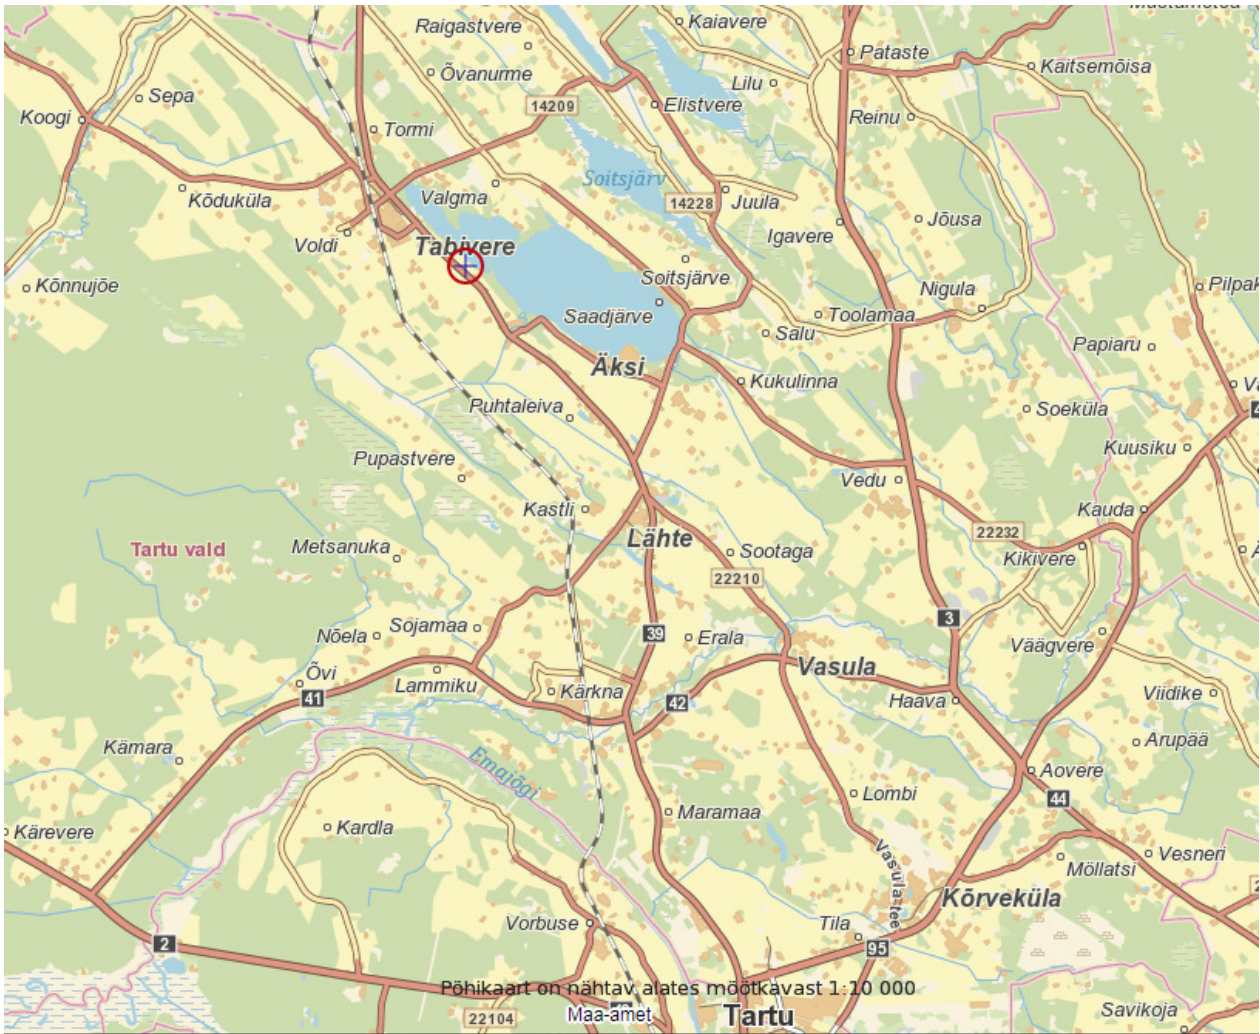 Raigastvere
Kaiavere
Pataste
Õvanurme
Lilu
Kaitsemõisa
Sepa
14209
Elistvere
Koogi
Tormi
Reinu
Soitsjärv
Kõduküla
Valgma
14228
Juula
Jõusa
Voldi
Tabivere
Igavere
Kõnnujõe
Soitsjärve
Nigula
Saadjärve
Toolamaa
Salu
Papiaru
Äksi
Kukulinna
Puhtaleiva
Soeküla
Kuusiku
Pupastvere
Vedu
Kastli
Kauda
Lähte
22232
Tartu vald
Metsanuka
Sootaga
Kikivere
22210
3
Nõela
Sojamaa
39
Erala
Väägvere
Õvi
Lammiku
Kärkna
Vasula
41
42
Haava
Viidike
Kämara
Emajõgi
Arupää
Aovere
Lombi
44
Kärevere
Kardla
Maramaa
Vasula tee
Möllatsi
Vesneri
Kõrveküla
Vorbuse
Tila
2
95
Põhikaart on nähtav alates mõõtkavast 1:10 000
22104
Maa-amet
Tartu
Savikoja